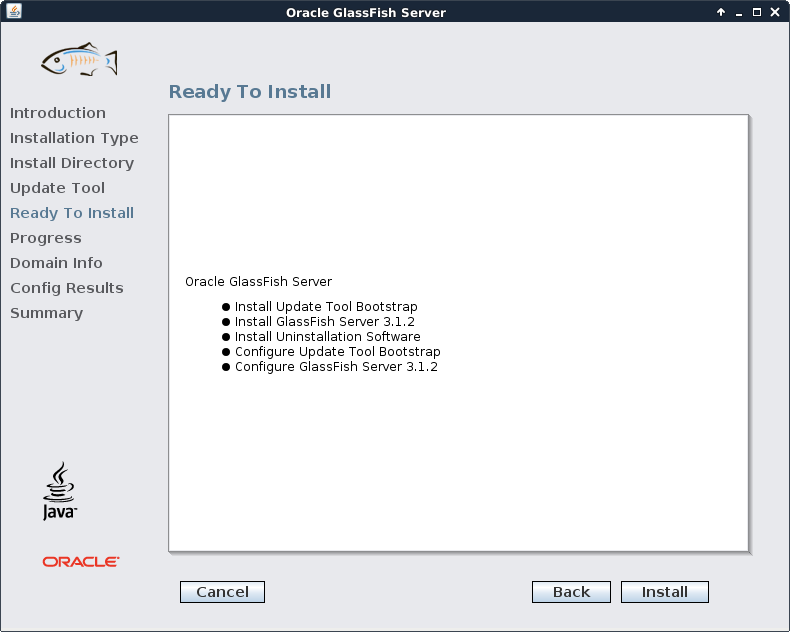 Oracle GlassFish Server
Ready To Install
Introduction
Installation Type
Install Directory
Update Tool
Ready To Install
Progress
Domain Info
Config Results
Summary
Oracle GlassFish Server
● Install Update Tool Bootstrap
● Install GlassFish Server 3.1.2
● Install Uninstallation Software
● Configure Update Tool Bootstrap
● Configure GlassFish Server 3.1.2
Java
ORACLE
Cancel
Back
Install